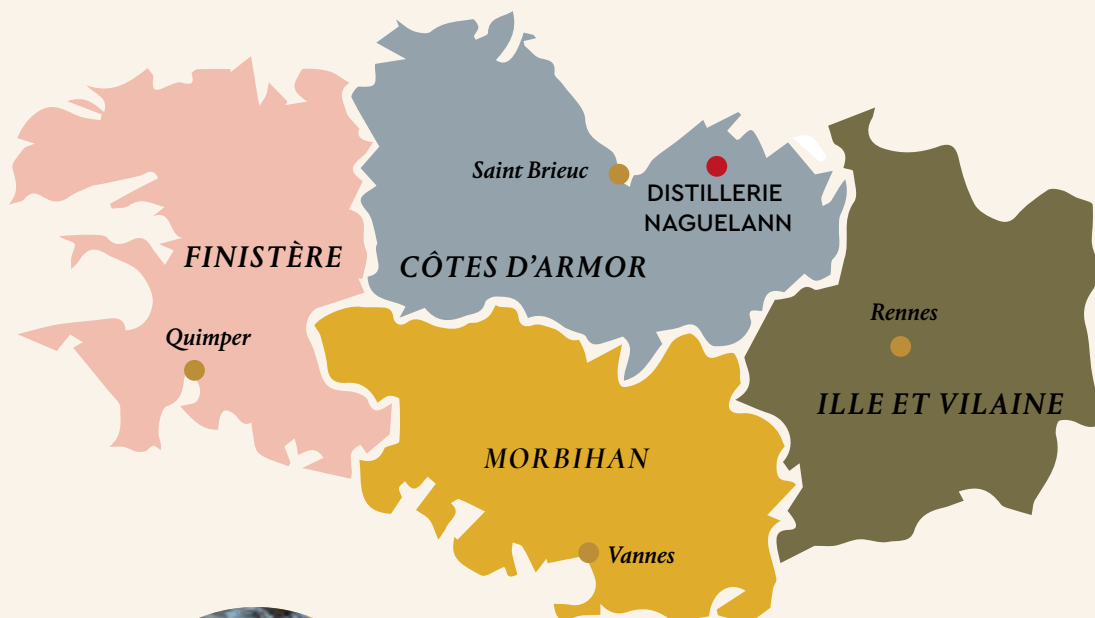 Saint Brieuc
DISTILLERIE
NAGUELANN
FINISTÈRE
CÔTES D’ARMOR
Rennes
Quimper
ILLE ET VILAINE
MORBIHAN
Vannes